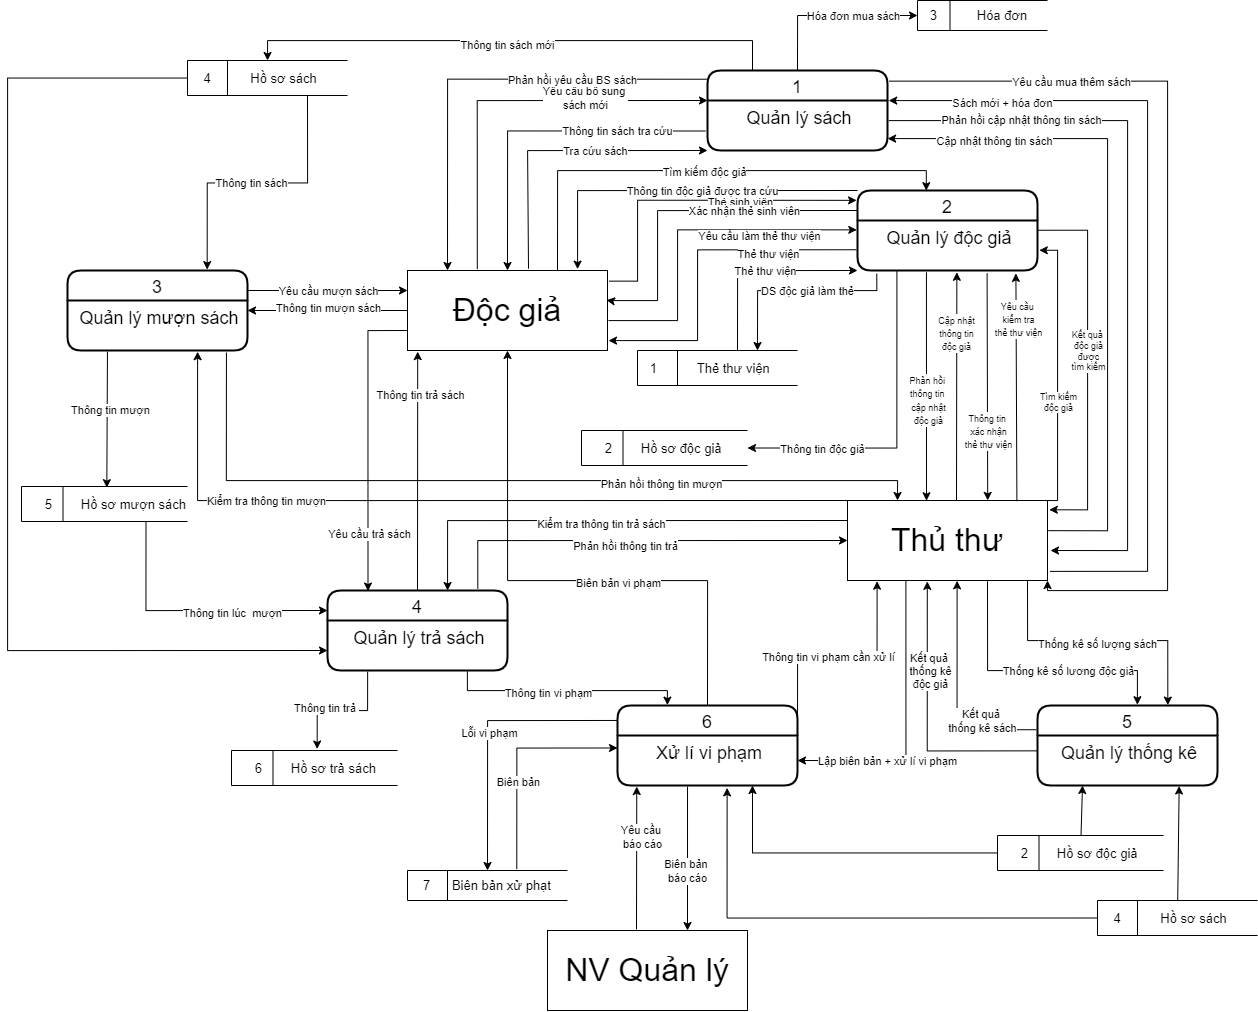 Hóa đơn mua sách
3
Hóa đơn
Thông tin sách mới
4
Hồ sơ sách
Phản hồi yêu cầu BS sách
Yêu cầu bổ sung
sách mới
1
Quản lý sách
Yêu cầu mua thêm sách
Sách mới + hóa đơn
Phản hồi cập nhật thông tin sách
Cập nhật thông tin sách
Thông tin sách tra cứu
Tra cứu sách
Tìm kiếm độc giả
Thông tin sách
Thông tin độc giả được tra cứu
Thẻ sinh viên
Xác nhận thẻ sinh viên
2
Quản lý độc giả
Yêu cầu làm thẻ thư viện
Thẻ thư viện
Thẻ thư viện
DS độc giả làm thẻ
3
Quản lý mượn sách
Yêu cầu mượn sách
Thông tin mượn sách
Độc giả
1
Thẻ thư viện
Cập nhật
thông tin
độc giả
Yêu cầu
kiểm tra
thẻ thư viện
Kết quả
độc giả
được
tìm kiếm
Phản hồi
thông tin
cập nhật
độc giả
Thông tin
xác nhận
thẻ thư viện
Tìm kiếm
độc giả
Thông tin trả sách
Thông tin mượn
2
Hồ sơ độc giả
Thông tin độc giả
Phản hồi thông tin mượn
5
Hồ sơ mượn sách
Kiểm tra thông tin mượn
Yêu cầu trả sách
Kiểm tra thông tin trả sách
Phản hồi thông tin trả
Thủ thư
Biên bản vi phạm
Thông tin lúc mượn
4
Quản lý trả sách
Thông tin vi phạm cần xử lí
Kết quả
thống kê
độc giả
Thống kê số lượng sách
Thống kê số lương độc giả
Thông tin vi phạm
Thông tin trả
Lỗi vi phạm
6
Xử lí vi phạm
Kết quả
thống kê sách
5
Quản lý thống kê
6
Hồ sơ trả sách
Biên bản
Lập biên bản + xử lí vi phạm
Yêu cầu
báo cáo
Biên bản
báo cáo
2
Hồ sơ độc giả
7
Biên bản xử phạt
4
Hồ sơ sách
NV Quản lý